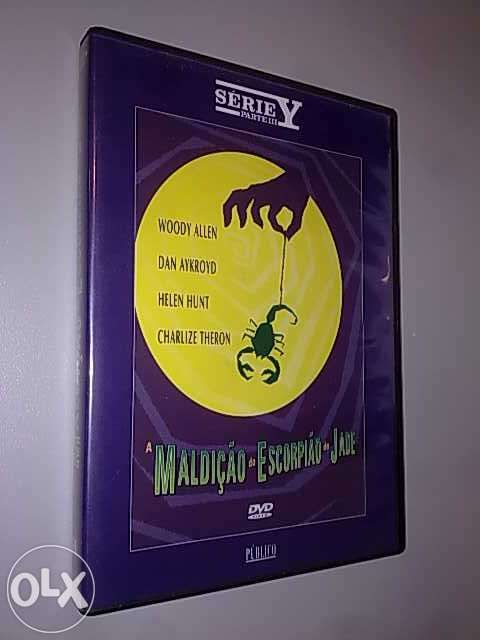 SÉRIE Y
PARTE III
WOODY ALLEN
DAN AYKROYD
HELEN HUNT
CHARLIZE THERON
A MALDIÇÃO do ESCORPIÃO de JADE
DVD
VIDEO
PÚBLICO
OLX